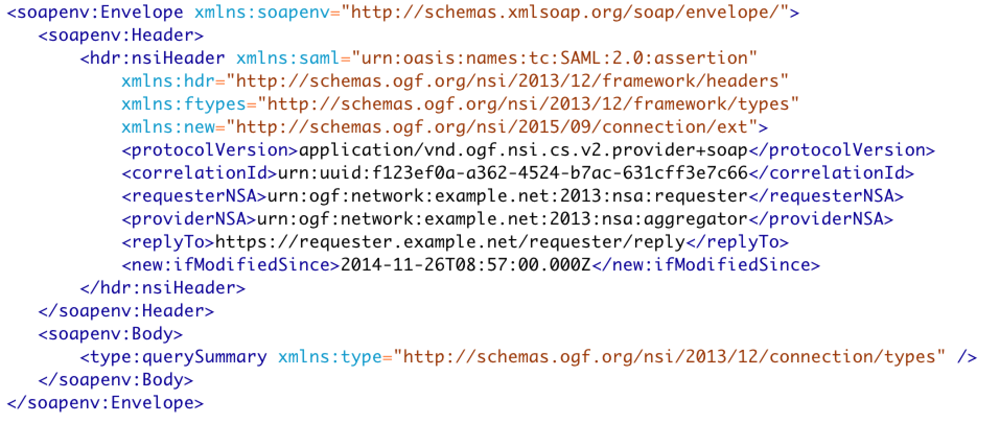 <soapenv:Envelope xmlns:soapenv="http://schemas.xmlsoap.org/soap/envelope/">
<soapenv:Header>
<hdr:nsiHeader xmlns:saml="urn:oasis:names:tc:SAML:2.0:assertion"
xmlns:hdr="http://schemas.ogf.org/nsi/2013/12/framework/headers"
xmlns:ftypes="http://schemas.ogf.org/nsi/2013/12/framework/types"
xmlns:new="http://schemas.ogf.org/nsi/2015/09/connection/ext">
<protocolVersion>application/vnd.ogf.nsi.cs.v2.provider+soap</protocolVersion>
<correlationId>urn:uuid:f123ef0a-a362-4524-b7ac-631cff3e7c66</correlationId>
<requesterNSA>urn:ogf:network:example.net:2013:nsa:requester</requesterNSA>
<providerNSA>urn:ogf:network:example.net:2013:nsa:aggregator</providerNSA>
<replyTo>https://requester.example.net/requester/reply</replyTo>
<new:ifModifiedSince>2014-11-26T08:57:00.000Z</new:ifModifiedSince>
</hdr:nsiHeader>
</soapenv:Header>
<soapenv:Body>
<type:querySummary xmlns:type="http://schemas.ogf.org/nsi/2013/12/connection/types" />
</soapenv:Body>
</soapenv:Envelope>